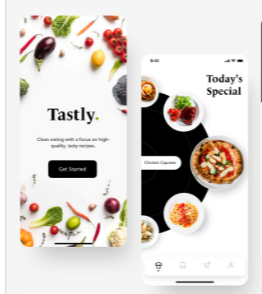 Tastly.
Clean eating with a focus on high-
quality, tasty recipes.
Get Started
9:41
Today's
Special
Chicken Caprese